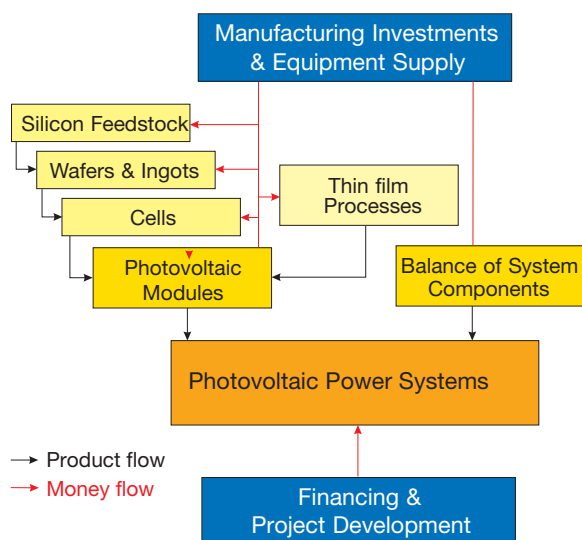 Manufacturing Investments
& Equipment Supply
Silicon Feedstock
Wafers & Ingots
Cells
Thin film
Processes
Photovoltaic
Modules
Balance of System
Components
Photovoltaic Power Systems
Product flow
Money flow
Financing &
Project Development